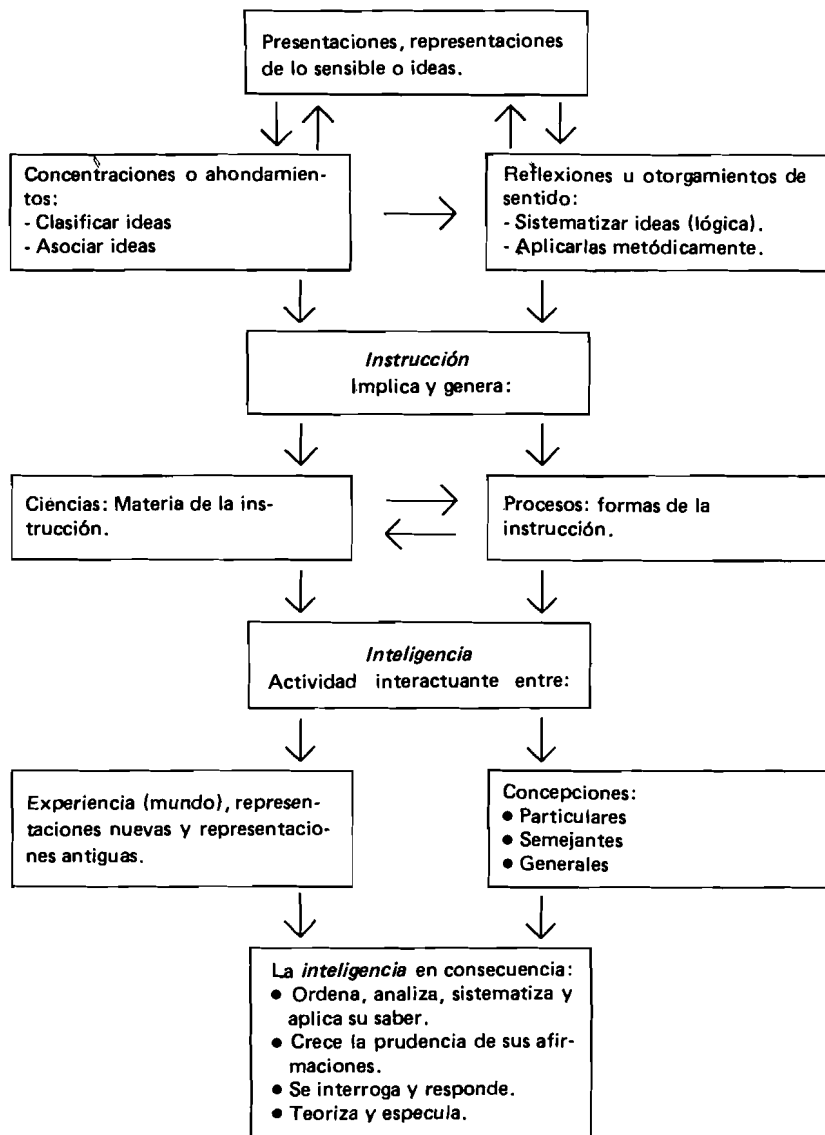 Presentaciones, representaciones
de lo sensible o ideas.
Concentraciones o ahondamien-
tos:
- Clasificar ideas
- Asociar ideas
Reflexiones u otorgamientos de
sentido:
- Sistematizar ideas (lógica).
- Aplicarlas metódicamente.
Instrucción
Implica y genera:
Ciencias: Materia de la ins-
trucción.
Procesos: formas de la
instrucción.
Inteligencia
Actividad interactuante entre:
Experiencia (mundo), represen-
taciones nuevas y representacio-
nes antiguas.
Concepciones:
● Particulares
● Semejantes
● Generales
La inteligencia en consecuencia:
● Ordena, analiza, sistematiza y
aplica su saber.
● Crece la prudencia de sus afir-
maciones.
● Se interroga y responde.
● Teoriza y especula.